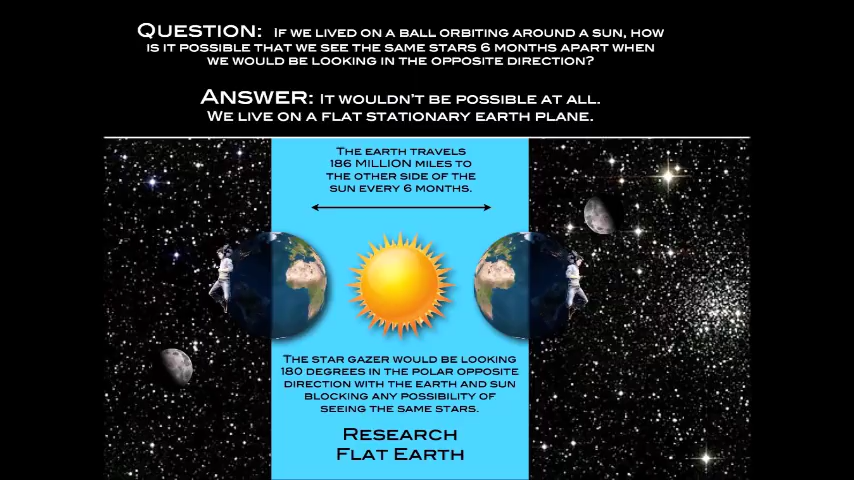 QUESTION: IF WE LIVED ON A BALL ORBITING AROUND A SUN, HOW
IS IT POSSIBLE THAT WE SEE THE SAME STARS 6 MONTHS APART WHEN
WE WOULD BE LOOKING IN THE OPPOSITE DIRECTION?
ANSWER: IT WOULDN'T BE POSSIBLE AT ALL.
WE LIVE ON A FLAT STATIONARY EARTH PLANE.
THE EARTH TRAVELS
186 MILLION MILES TO
THE OTHER SIDE OF THE
SUN EVERY 6 MONTHS.
THE STAR GAZER WOULD BE LOOKING
180 DEGREES IN THE POLAR OPPOSITE
DIRECTION WITH THE EARTH AND SUN
BLOCKING ANY POSSIBILITY OF
SEEING THE SAME STARS.
RESEARCH
FLAT EARTH